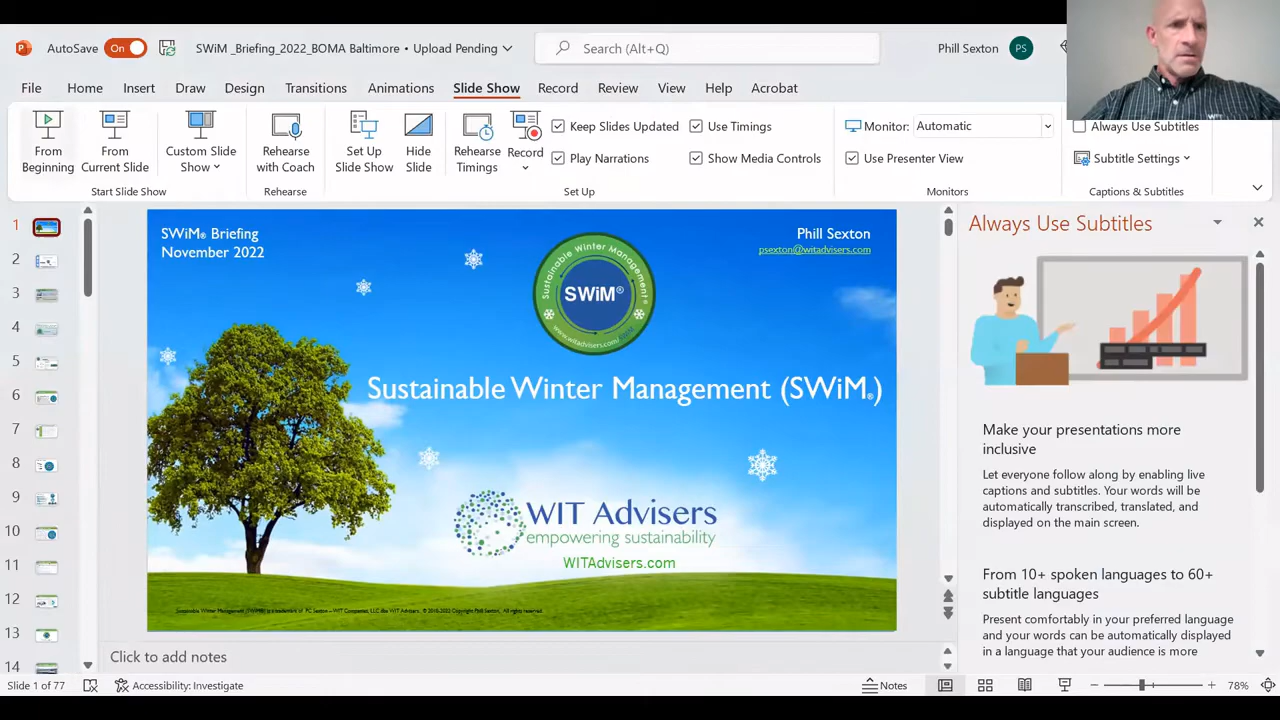 AutoSave On SWiM _Briefing_2022_BOMA Baltimore • Upload Pending Search (Alt+Q) Phill Sexton PS
File Home Insert Draw Design Transitions Animations Slide Show Record Review View Help Acrobat
From Beginning
From Current Slide
Custom Slide Show
Rehearse with Coach
Set Up Slide Show
Hide Slide
Rehearse Timings
Record
Keep Slides Updated
Use Timings
Play Narrations
Show Media Controls
Monitor: Automatic
Use Presenter View
Always Use Subtitles
Subtitle Settings
Start Slide Show Rehearse Set Up Monitors Captions & Subtitles
1
2
3
4
5
6
7
8
9
10
11
12
13
14
SWiM® Briefing
November 2022
Phill Sexton
psexton@witadvisers.com
Sustainable Winter Management®
SWiM®
Sustainable Winter Management (SWiM®)
WIT Advisers
empowering sustainability
WITAdvisers.com
Always Use Subtitles
Make your presentations more
inclusive
Let everyone follow along by enabling live
captions and subtitles. Your words will be
automatically transcribed, translated, and
displayed on the main screen.
From 10+ spoken languages to 60+
subtitle languages
Present comfortably in your preferred language
and your words can be automatically displayed
in a language that your audience is more
Click to add notes
Slide 1 of 77 Accessibility: Investigate Notes 78%